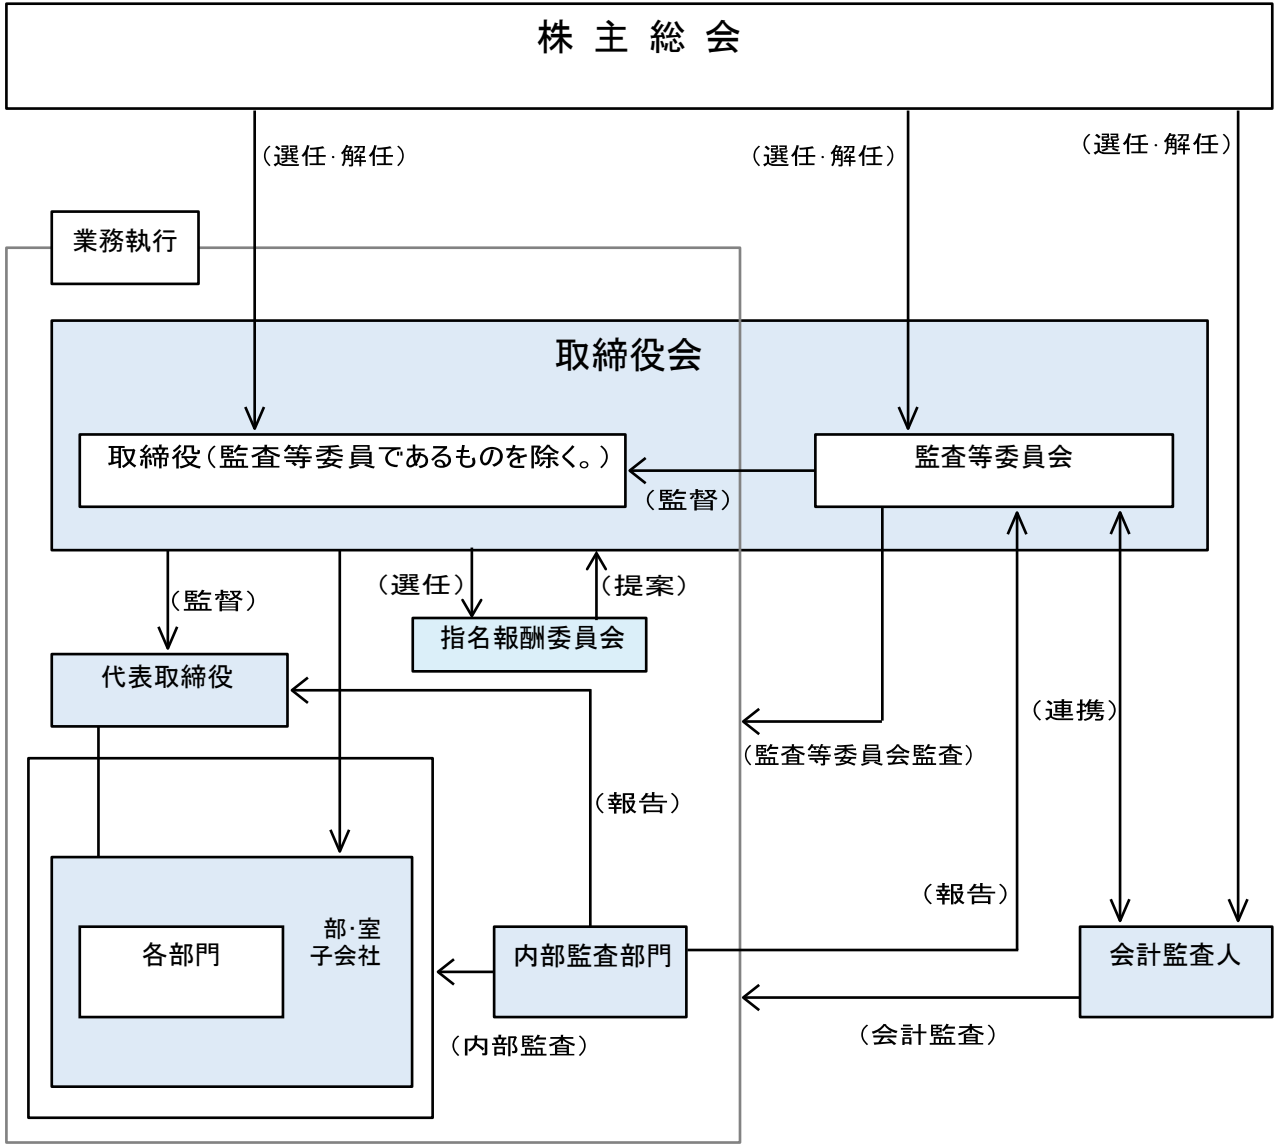 株主総会
（選任・解任）
（選任・解任）
（選任・解任）
業務執行
取締役会
取締役（監査等委員であるものを除く。）
監査等委員会
（監督）
（監督）
（選任）
（提案）
指名報酬委員会
代表取締役
（連携）
（監査等委員会監査）
（報告）
（報告）
部・室
子会社
各部門
内部監査部門
会計監査人
（内部監査）
（会計監査）